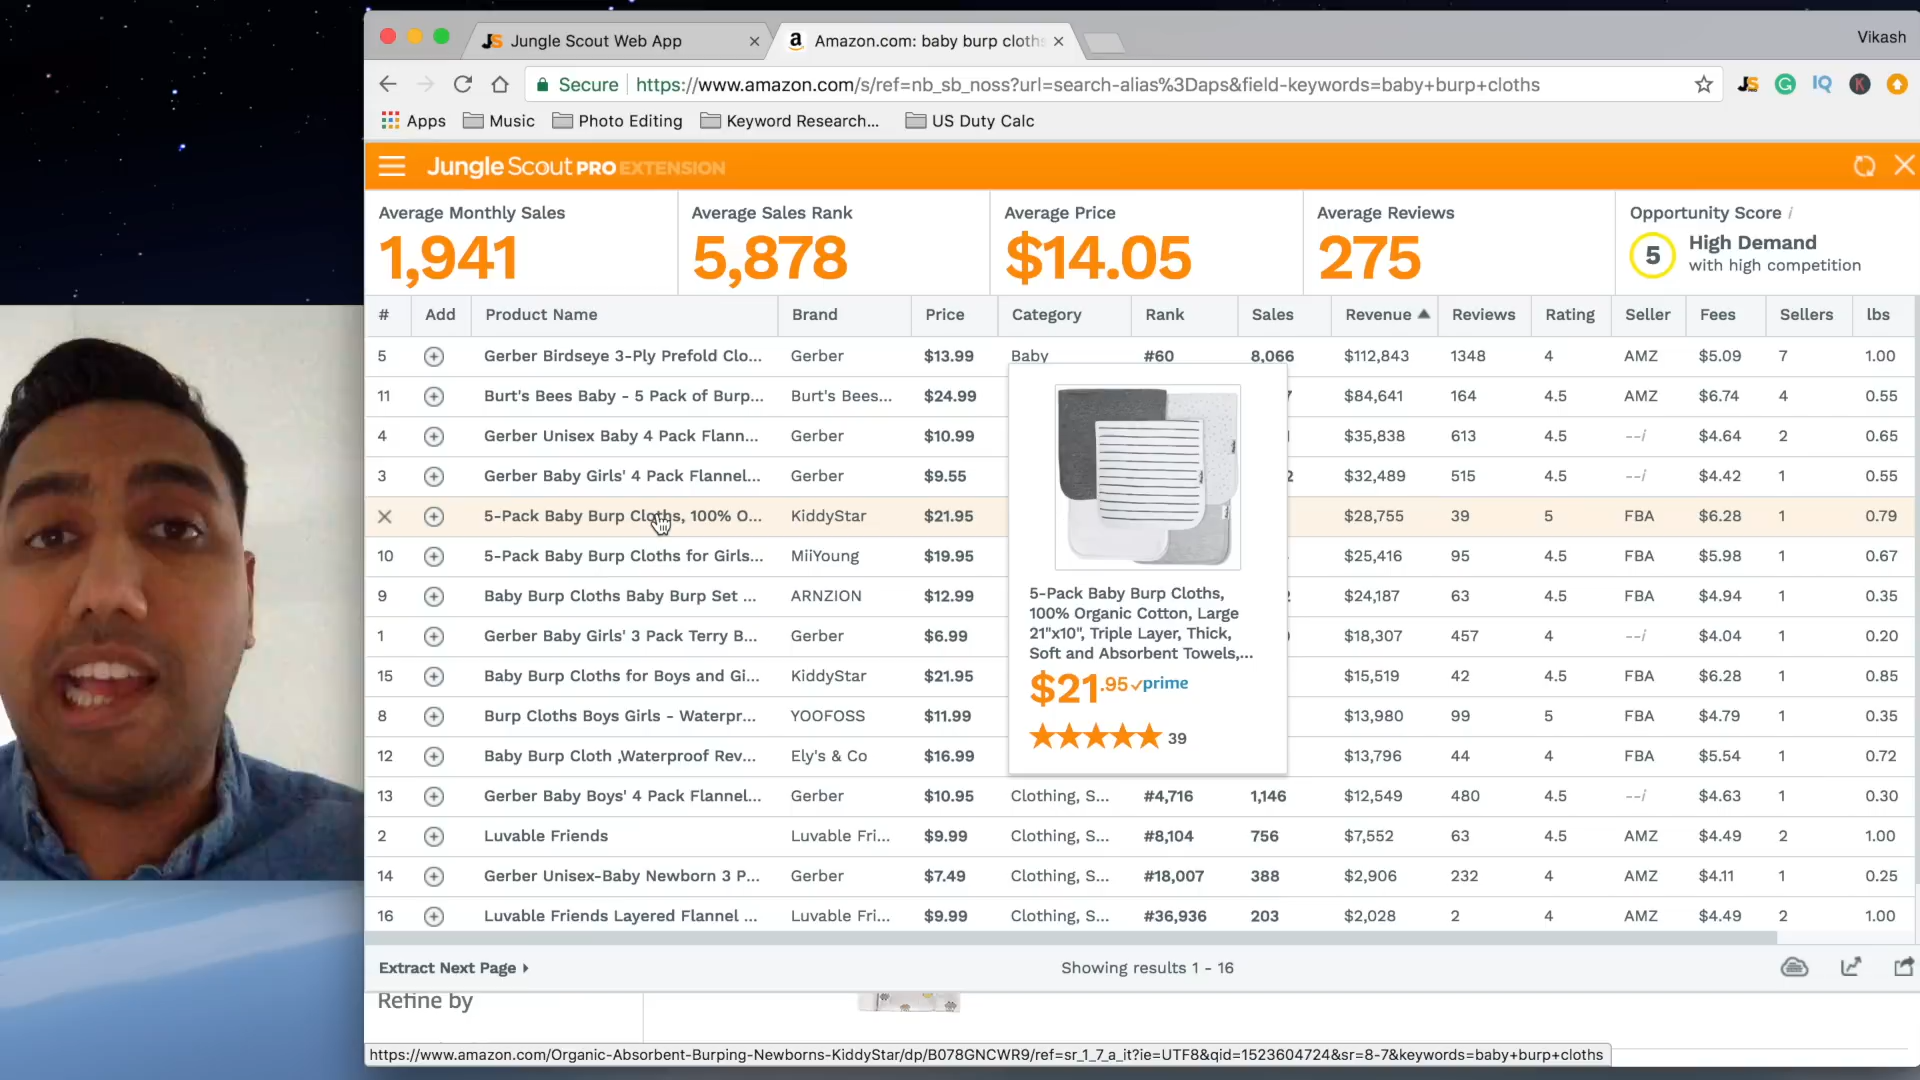 Jungle Scout Web App
Amazon.com: baby burp cloths
Vikash
Secure https://www.amazon.com/s/ref=nb_sb_noss?url=search-alias%3Daps&field-keywords=baby+burp+cloths
Apps Music Photo Editing Keyword Research... US Duty Calc
Jungle Scout PRO EXTENSION
Average Monthly Sales
1,941
Average Sales Rank
5,878
Average Price
$14.05
Average Reviews
275
Opportunity Score i
5 High Demand
with high competition
# Add Product Name Brand Price Category Rank Sales Revenue Reviews Rating Seller Fees Sellers lbs
5 Gerber Birdseye 3-Ply Prefold Clo... Gerber $13.99 Baby #60 8,066 $112,843 1348 4 AMZ $5.09 7 1.00
11 Burt's Bees Baby - 5 Pack of Burp... Burt's Bees... $24.99 $84,641 164 4.5 AMZ $6.74 4 0.55
4 Gerber Unisex Baby 4 Pack Flann... Gerber $10.99 $35,838 613 4.5 --i $4.64 2 0.65
3 Gerber Baby Girls' 4 Pack Flannel... Gerber $9.55 $32,489 515 4.5 --i $4.42 1 0.55
5-Pack Baby Burp Cloths, 100% O... KiddyStar $21.95 $28,755 39 5 FBA $6.28 1 0.79
10 5-Pack Baby Burp Cloths for Girls... MiiYoung $19.95 $25,416 95 4.5 FBA $5.98 1 0.67
9 Baby Burp Cloths Baby Burp Set ... ARNZION $12.99 $24,187 63 4.5 FBA $4.94 1 0.35
1 Gerber Baby Girls' 3 Pack Terry B... Gerber $6.99 $18,307 457 4 --i $4.04 1 0.20
15 Baby Burp Cloths for Boys and Gi... KiddyStar $21.95 $15,519 42 4.5 FBA $6.28 1 0.85
8 Burp Cloths Boys Girls - Waterpr... YOOFOSS $11.99 $13,980 99 5 FBA $4.79 1 0.35
12 Baby Burp Cloth ,Waterproof Rev... Ely's & Co $16.99 $13,796 44 4 FBA $5.54 1 0.72
13 Gerber Baby Boys' 4 Pack Flannel... Gerber $10.95 Clothing, S... #4,716 1,146 $12,549 480 4.5 --i $4.63 1 0.30
2 Luvable Friends Luvable Fri... $9.99 Clothing, S... #8,104 756 $7,552 63 4.5 AMZ $4.49 2 1.00
14 Gerber Unisex-Baby Newborn 3 P... Gerber $7.49 Clothing, S... #18,007 388 $2,906 232 4 AMZ $4.11 1 0.25
16 Luvable Friends Layered Flannel ... Luvable Fri... $9.99 Clothing, S... #36,936 203 $2,028 2 4 AMZ $4.49 2 1.00
5-Pack Baby Burp Cloths,
100% Organic Cotton, Large
21"x10", Triple Layer, Thick,
Soft and Absorbent Towels,...
$21.95 prime
39
Extract Next Page
Showing results 1 - 16
Refine by
https://www.amazon.com/Organic-Absorbent-Burping-Newborns-KiddyStar/dp/B078GNCWR9/ref=sr_1_7_a_it?ie=UTF8&qid=1523604724&sr=8-7&keywords=baby+burp+cloths